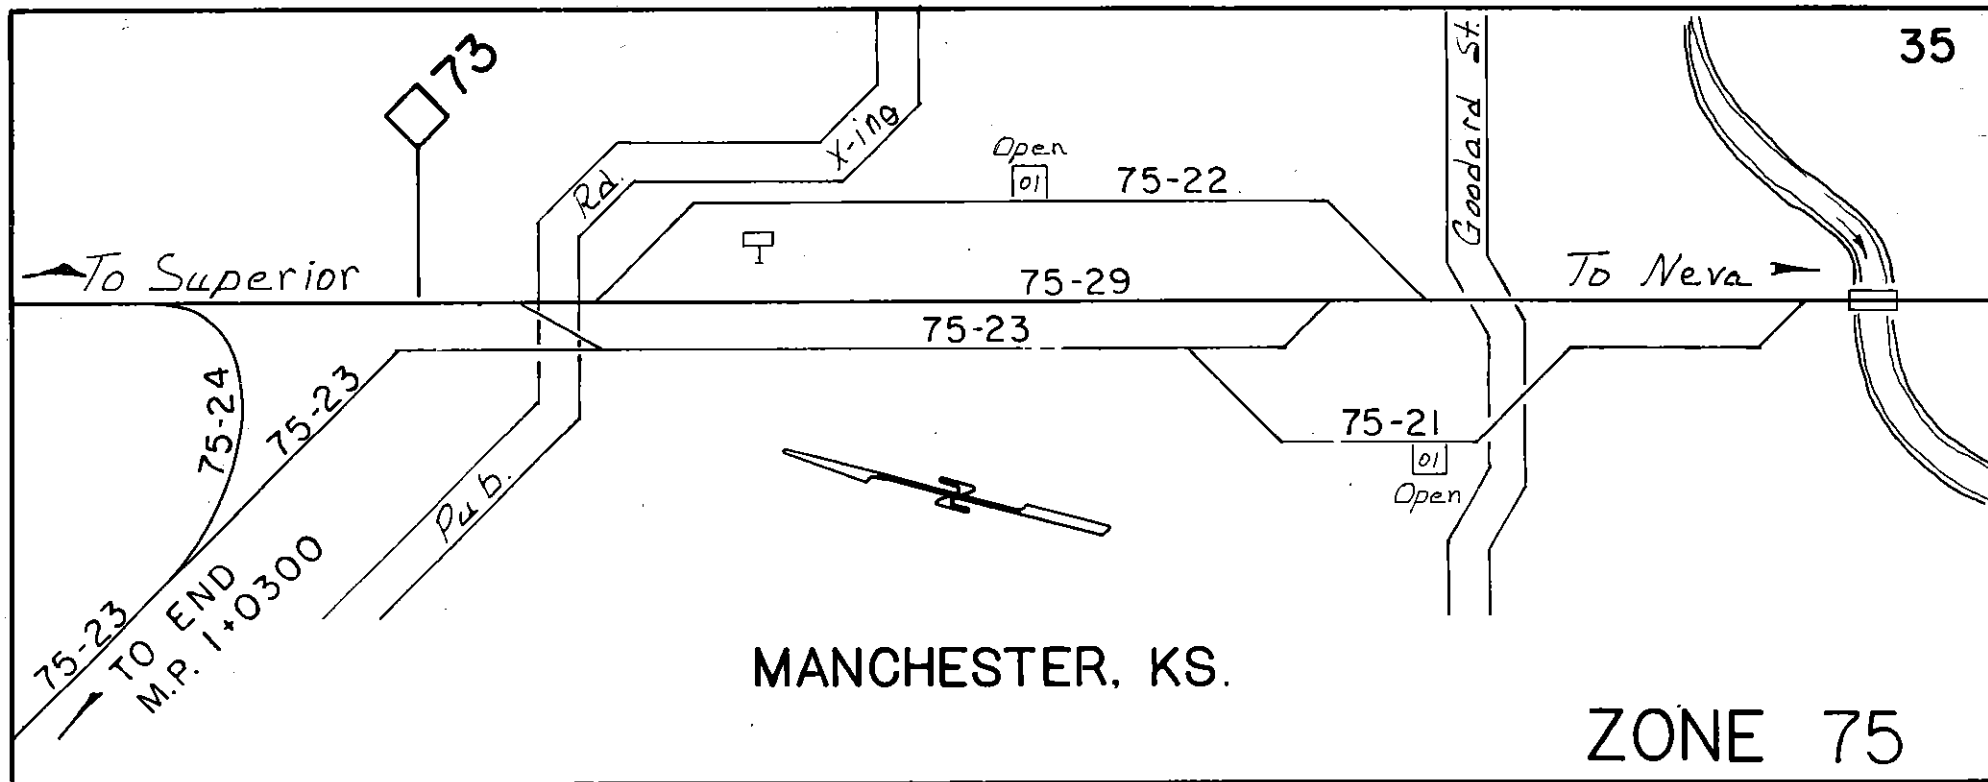 35
73
Goodard St.
X-ing
Rd.
Pub.
Open
01
75-22
To Superior
75-29
To Neva
75-23
75-24
75-23
75-21
01
Open
N
75-23
TO END
M.P. 1+0300
MANCHESTER, KS.
ZONE 75